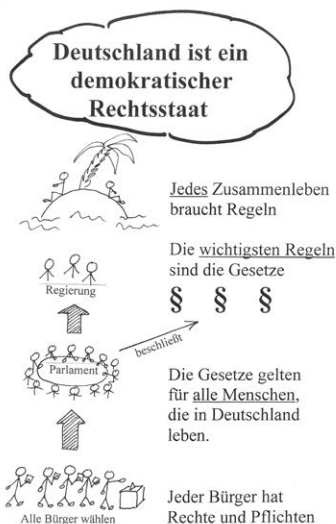 Deutschland ist ein
demokratischer
Rechtsstaat
Jedes Zusammenleben
braucht Regeln
Die wichtigsten Regeln
sind die Gesetze
§ § §
Regierung
beschließt
Parlament
Die Gesetze gelten
für alle Menschen,
die in Deutschland
leben.
Alle Bürger wählen
Jeder Bürger hat
Rechte und Pflichten